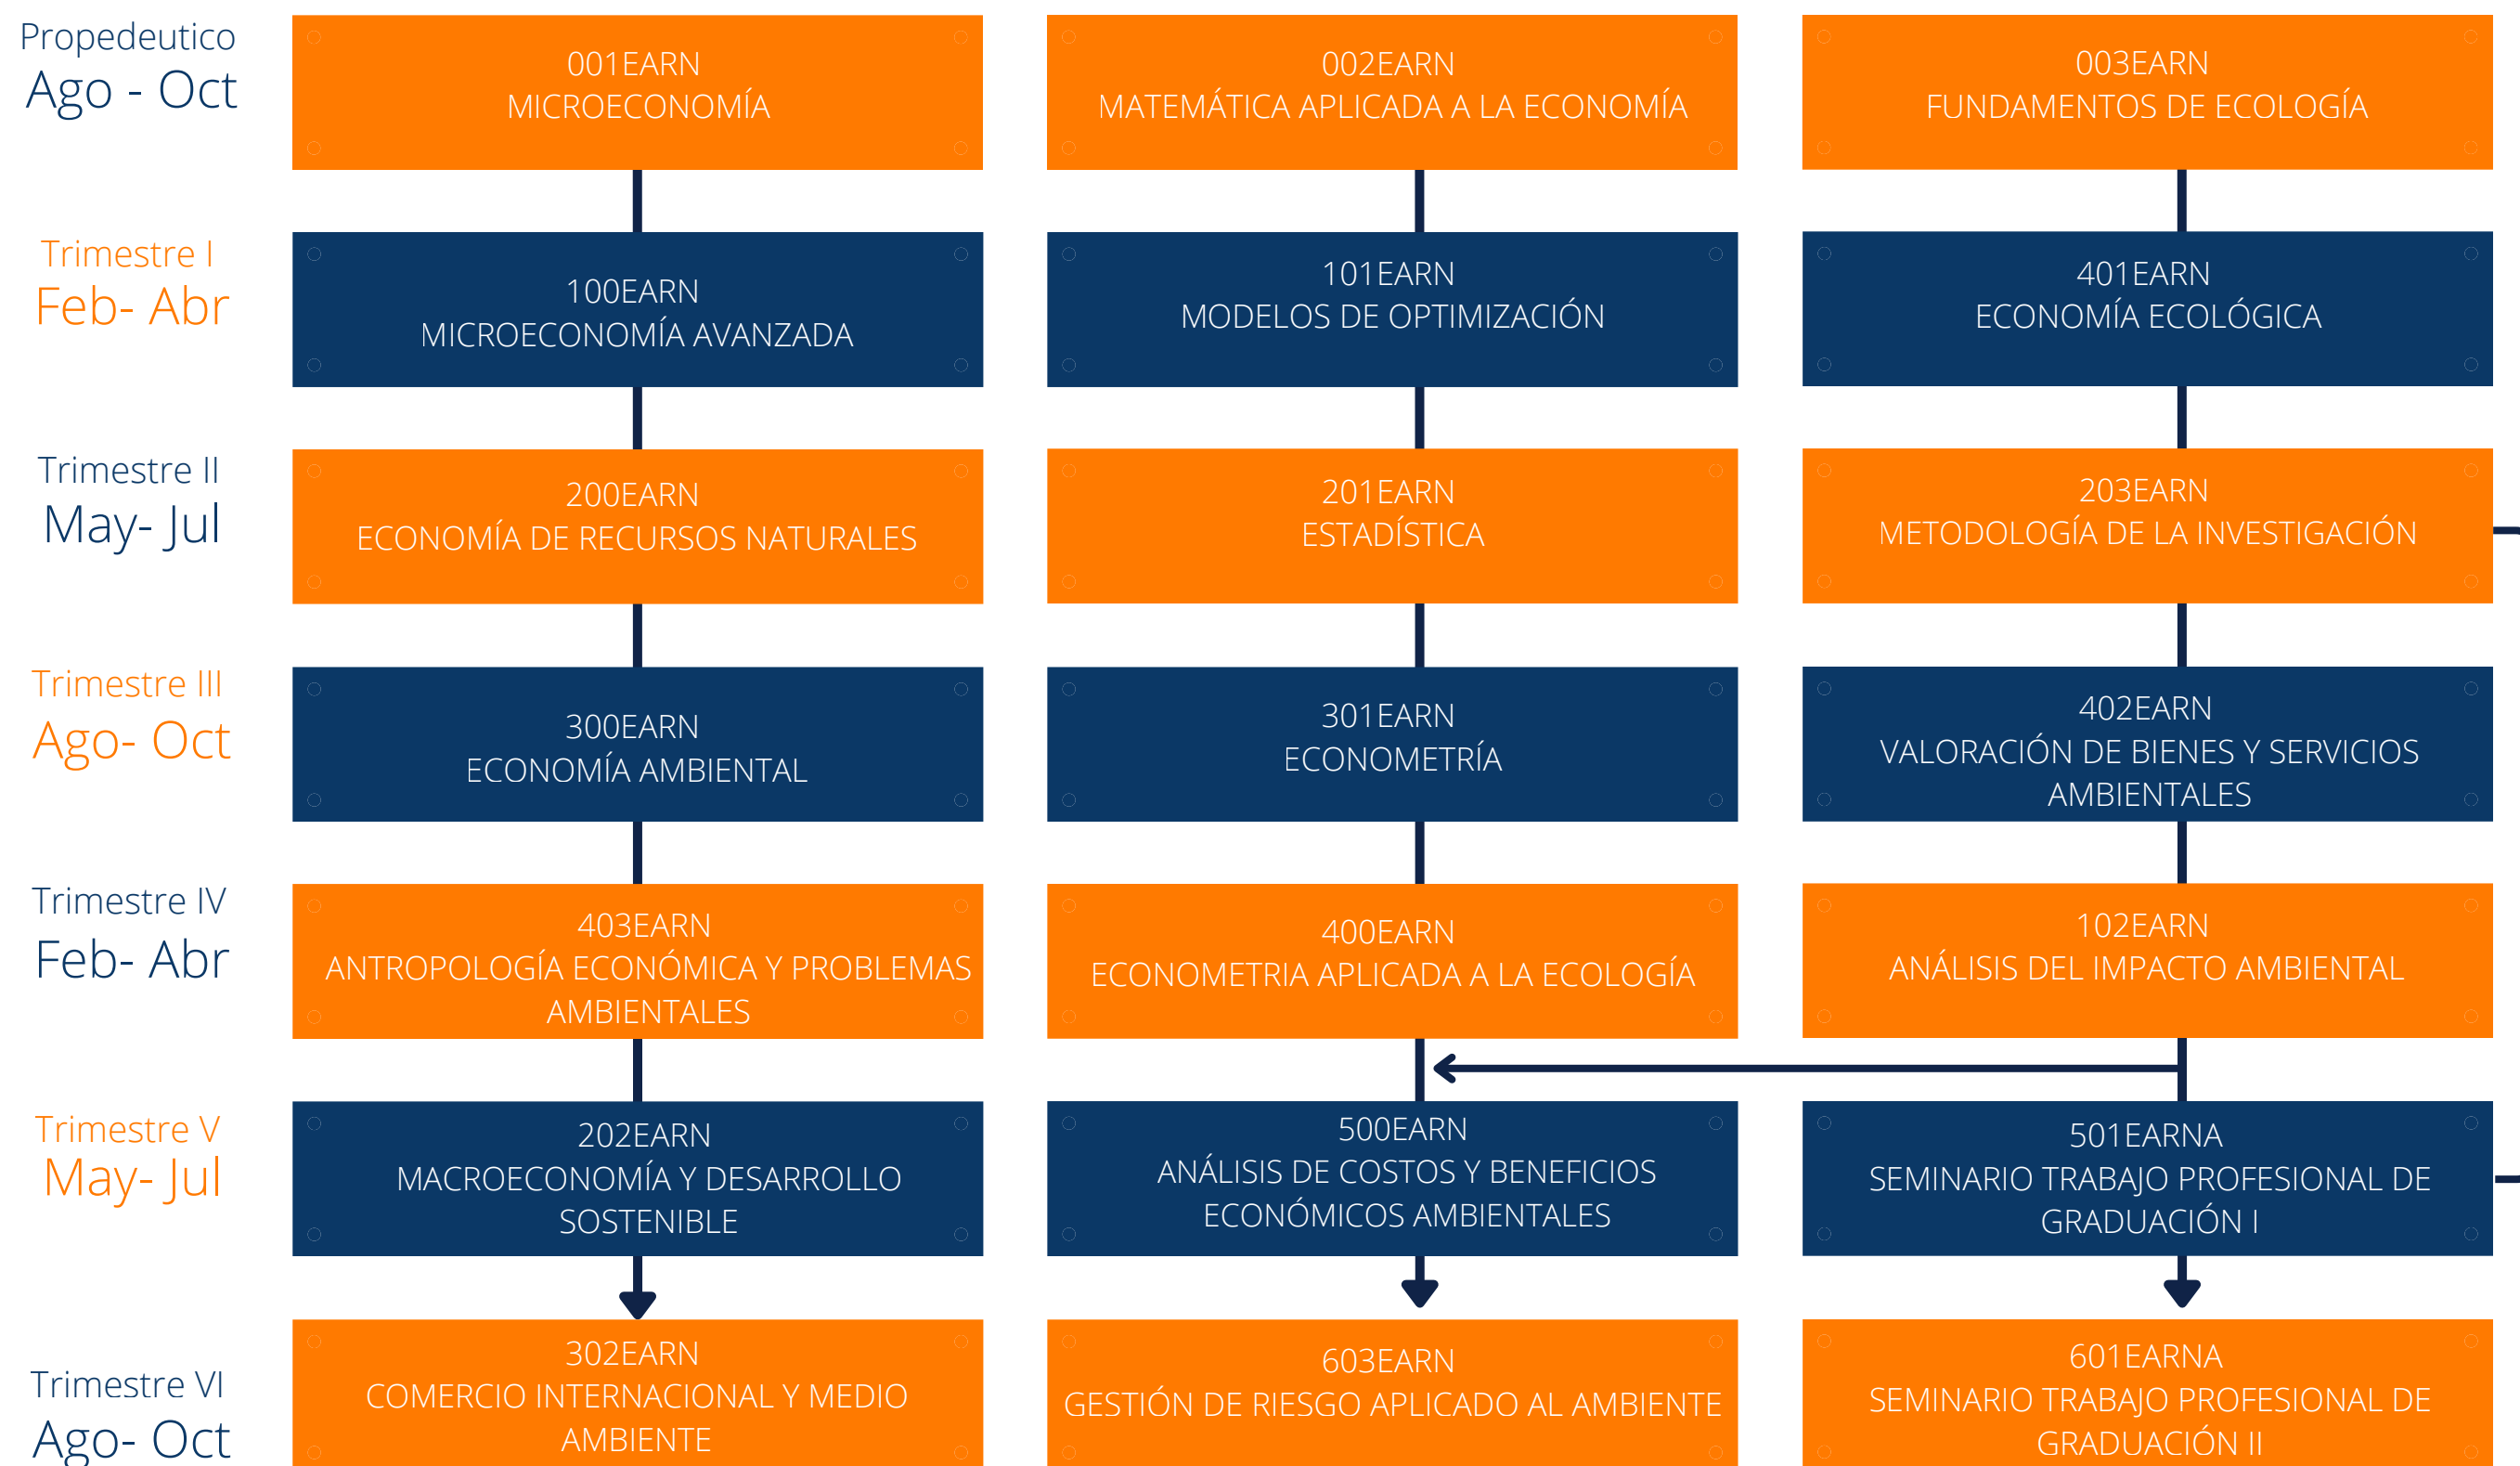 Propedeutico
Ago - Oct
001EARN
MICROECONOMÍA
002EARN
MATEMÁTICA APLICADA A LA ECONOMÍA
003EARN
FUNDAMENTOS DE ECOLOGÍA
Trimestre I
Feb- Abr
100EARN
MICROECONOMÍA AVANZADA
101EARN
MODELOS DE OPTIMIZACIÓN
401EARN
ECONOMÍA ECOLÓGICA
Trimestre II
May- Jul
200EARN
ECONOMÍA DE RECURSOS NATURALES
201EARN
ESTADÍSTICA
203EARN
METODOLOGÍA DE LA INVESTIGACIÓN
Trimestre III
Ago- Oct
300EARN
ECONOMÍA AMBIENTAL
301EARN
ECONOMETRÍA
402EARN
VALORACIÓN DE BIENES Y SERVICIOS
AMBIENTALES
Trimestre IV
Feb- Abr
403EARN
ANTROPOLOGÍA ECONÓMICA Y PROBLEMAS
AMBIENTALES
400EARN
ECONOMETRIA APLICADA A LA ECOLOGÍA
102EARN
ANÁLISIS DEL IMPACTO AMBIENTAL
Trimestre V
May- Jul
202EARN
MACROECONOMÍA Y DESARROLLO
SOSTENIBLE
500EARN
ANÁLISIS DE COSTOS Y BENEFICIOS
ECONÓMICOS AMBIENTALES
501EARNA
SEMINARIO TRABAJO PROFESIONAL DE
GRADUACIÓN I
Trimestre VI
Ago- Oct
302EARN
COMERCIO INTERNACIONAL Y MEDIO
AMBIENTE
603EARN
GESTIÓN DE RIESGO APLICADO AL AMBIENTE
601EARNA
SEMINARIO TRABAJO PROFESIONAL DE
GRADUACIÓN II